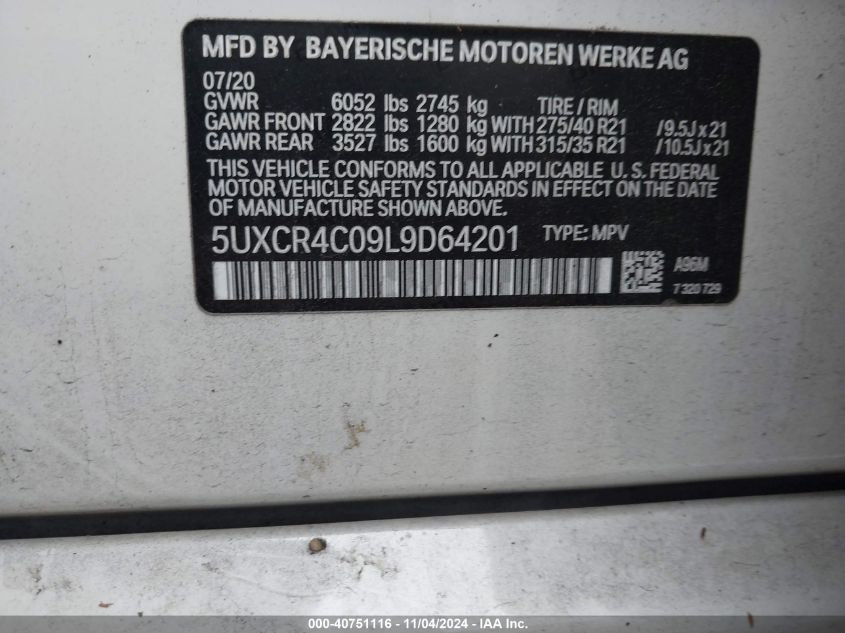 MFD BY BAYERISCHE MOTOREN WERKE AG
07/20
GVWR 6052 lbs 2745 kg TIRE / RIM
GAWR FRONT 2822 lbs 1280 kg WITH 275/40 R21 /9.5J x 21
GAWR REAR 3527 lbs 1600 kg WITH 315/35 R21 /10.5J x 21
THIS VEHICLE CONFORMS TO ALL APPLICABLE U. S. FEDERAL
MOTOR VEHICLE SAFETY STANDARDS IN EFFECT ON THE DATE
OF MANUFACTURE SHOWN ABOVE.
5UXCR4C09L9D64201 TYPE: MPV
A96M
7 320 729
000-40751116 - 11/04/2024 - IAA Inc.